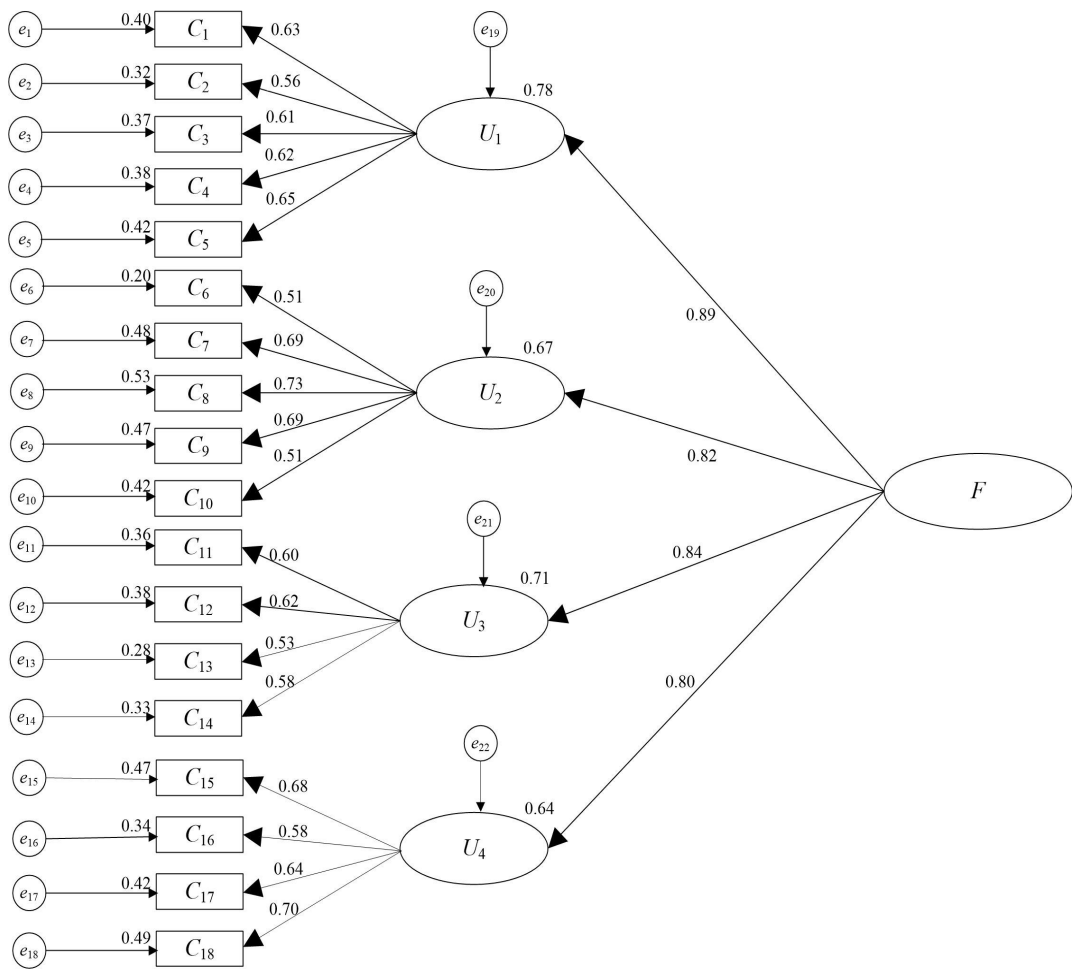 e1 0.40 C1 0.63 e19
e2 0.32 C2 0.56 0.78
e3 0.37 C3 0.61 U1
e4 0.38 C4 0.62
e5 0.42 C5 0.65
e6 0.20 C6 0.51 e20 0.89
e7 0.48 C7 0.69 0.67
e8 0.53 C8 0.73 U2
e9 0.47 C9 0.69 0.82
e10 0.42 C10 0.51 F
e11 0.36 C11 0.60 e21 0.84
e12 0.38 C12 0.62 0.71
e13 0.28 C13 0.53 U3
e14 0.33 C14 0.58 0.80
e15 0.47 C15 0.68 e22
e16 0.34 C16 0.58 0.64
e17 0.42 C17 0.64 U4
e18 0.49 C18 0.70